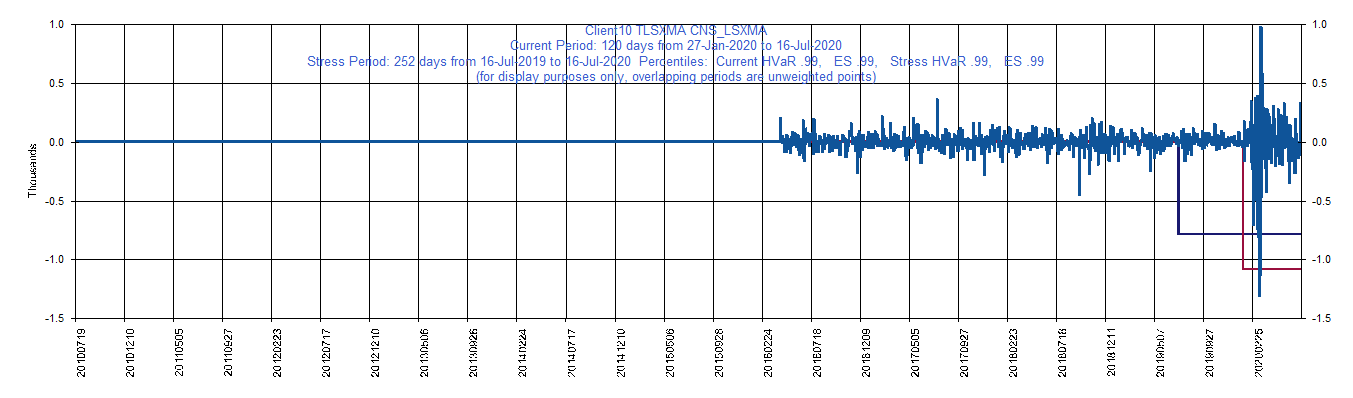 Client10 TLSXMA CNS_LSXMA
Current Period: 120 days from 27-Jan-2020 to 16-Jul-2020
Stress Period: 252 days from 16-Jul-2019 to 16-Jul-2020 Percentiles: Current HVaR .99, ES .99, Stress HVaR .99, ES .99
(for display purposes only, overlapping periods are unweighted points)
1.0 1.0
0.5 0.5
0.0 0.0
Thousands
-0.5 -0.5
-1.0 -1.0
-1.5 -1.5
20100719 20101210 20110505 20110927 20120223 20120717 20121210 20130506 20130926 20140224 20140717 20141210 20150506 20150928 20160224 20160718 20161209 20170505 20170927 20180223 20180718 20181211 20190507 20190927 20200225